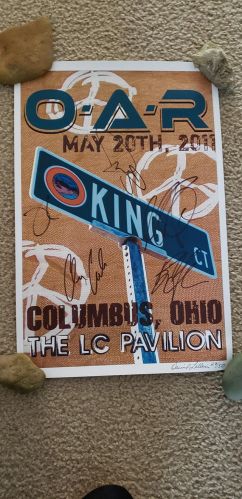 O-A-R
MAY 20TH, 2011
KING CT
COLUMBUS, OHIO
THE LC PAVILION